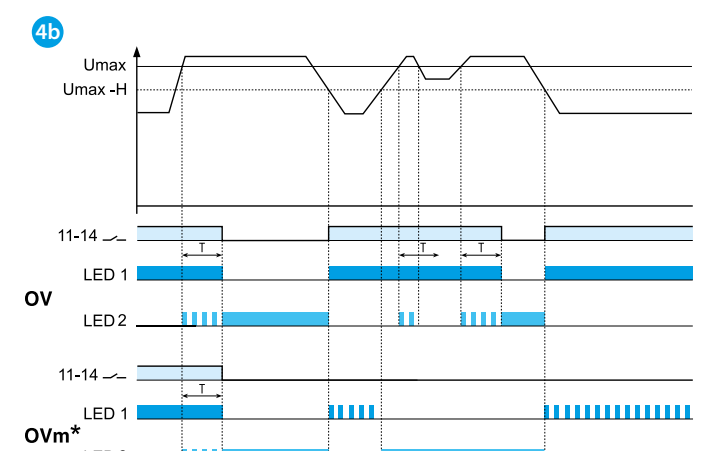 4b
Umax
Umax -H
11-14
T T T
LED 1
OV
LED 2
11-14
T
LED 1
OVm*